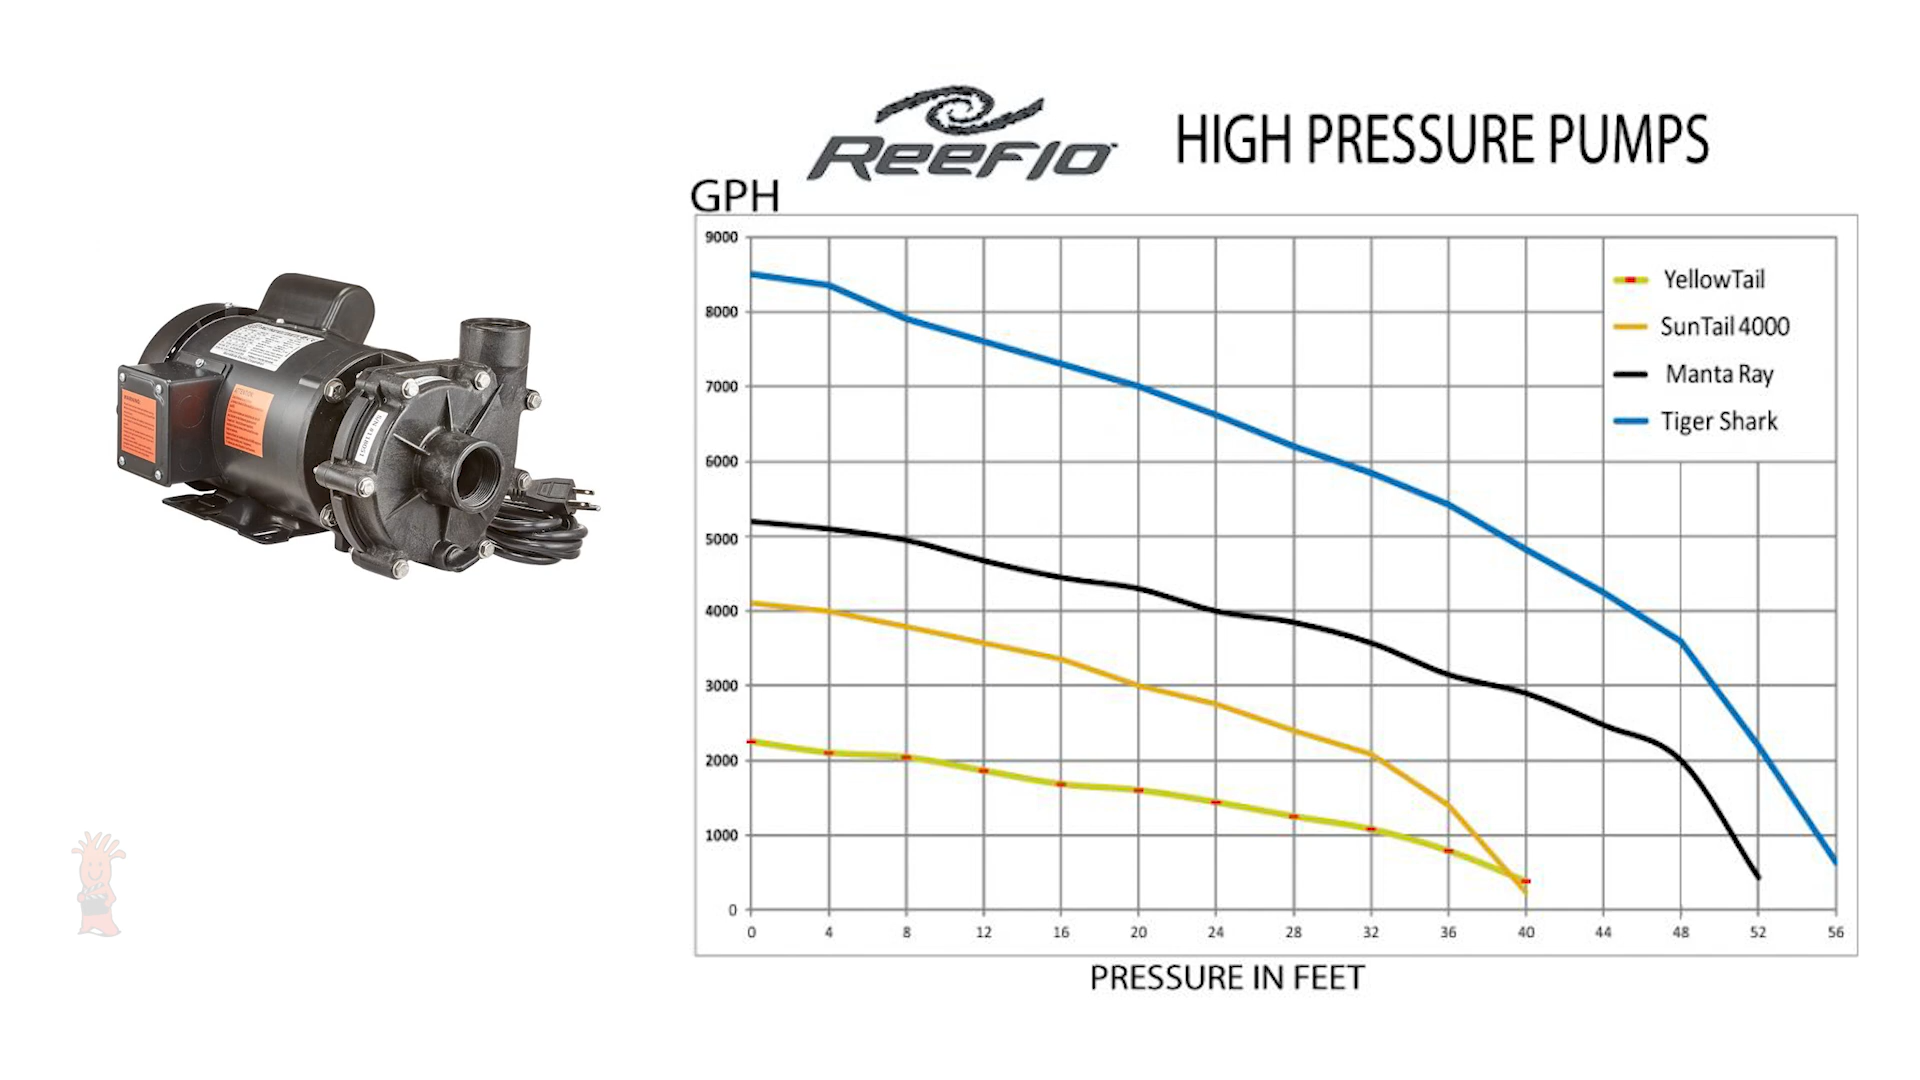 ReeFlo
HIGH PRESSURE PUMPS
GPH
9000
8000
7000
6000
5000
4000
3000
2000
1000
0
YellowTail
SunTail 4000
Manta Ray
Tiger Shark
0 4 8 12 16 20 24 28 32 36 40 44 48 52 56
PRESSURE IN FEET
WARNING
ATTENTION